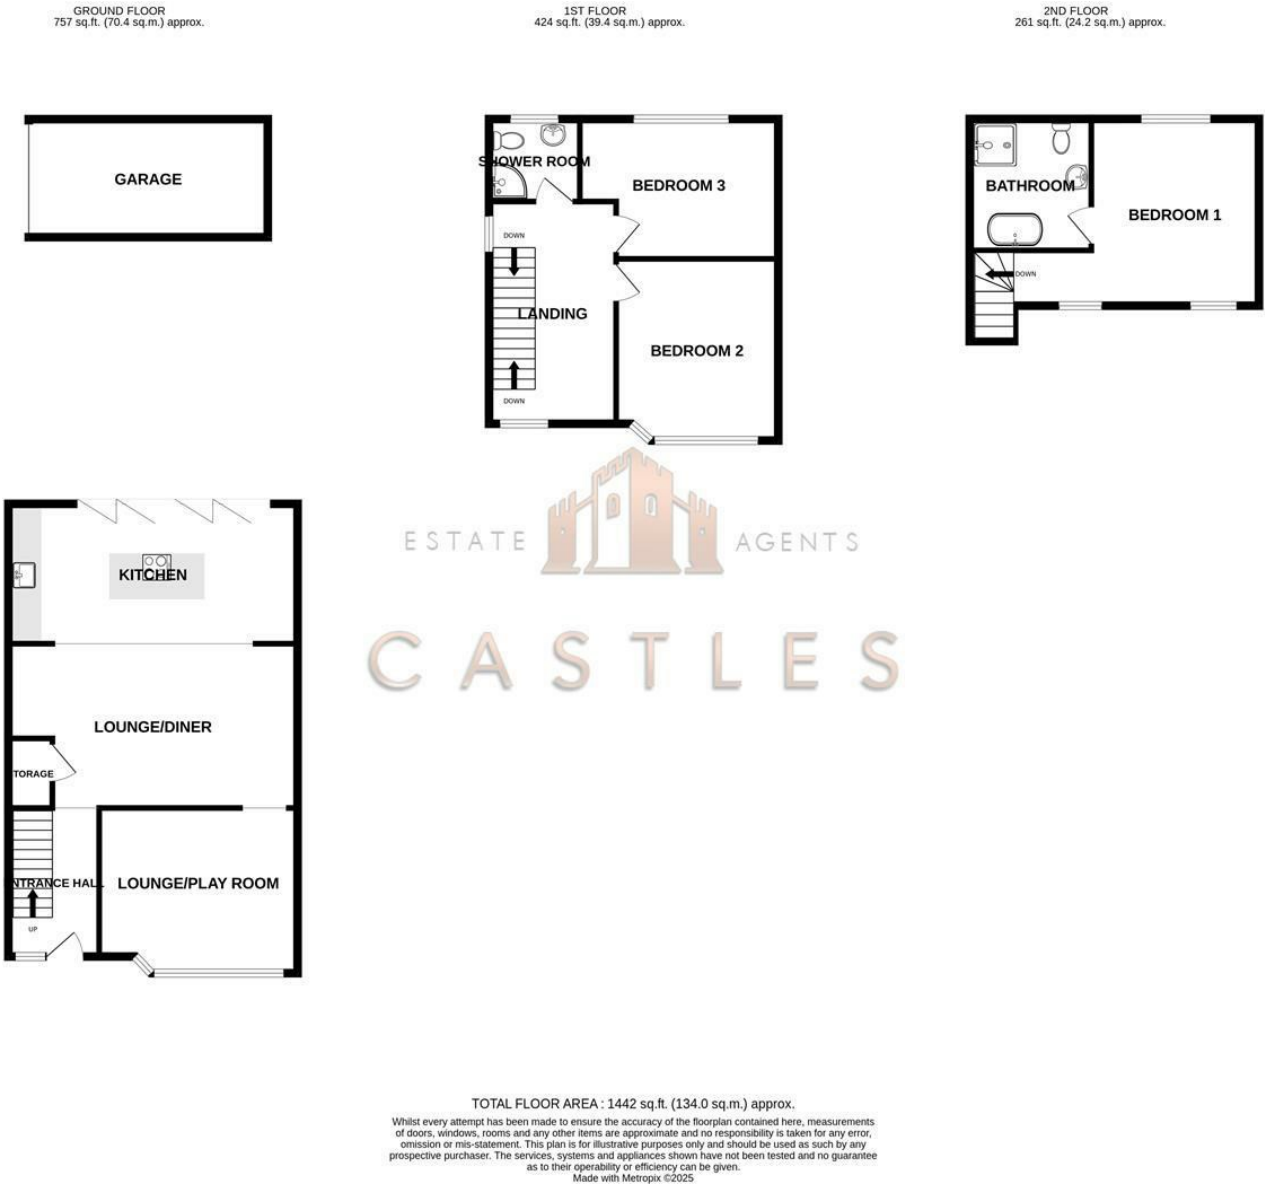 GROUND FLOOR
757 sq.ft. (70.4 sq.m.) approx.
1ST FLOOR
424 sq.ft. (39.4 sq.m.) approx.
2ND FLOOR
261 sq.ft. (24.2 sq.m.) approx.
GARAGE
SHOWER ROOM
BEDROOM 3
DOWN
LANDING
BEDROOM 2
DOWN
BATHROOM
BEDROOM 1
DOWN
ESTATE AGENTS
CASTLES
KITCHEN
LOUNGE/DINER
TORAGE
ENTRANCE HALL
LOUNGE/PLAY ROOM
UP
TOTAL FLOOR AREA : 1442 sq.ft. (134.0 sq.m.) approx.
Whilst every attempt has been made to ensure the accuracy of the floorplan contained here, measurements
of doors, windows, rooms and any other items are approximate and no responsibility is taken for any error,
omission or mis-statement. This plan is for illustrative purposes only and should be used as such by any
prospective purchaser. The services, systems and appliances shown have not been tested and no guarantee
as to their operability or efficiency can be given.
Made with Metropix ©2025